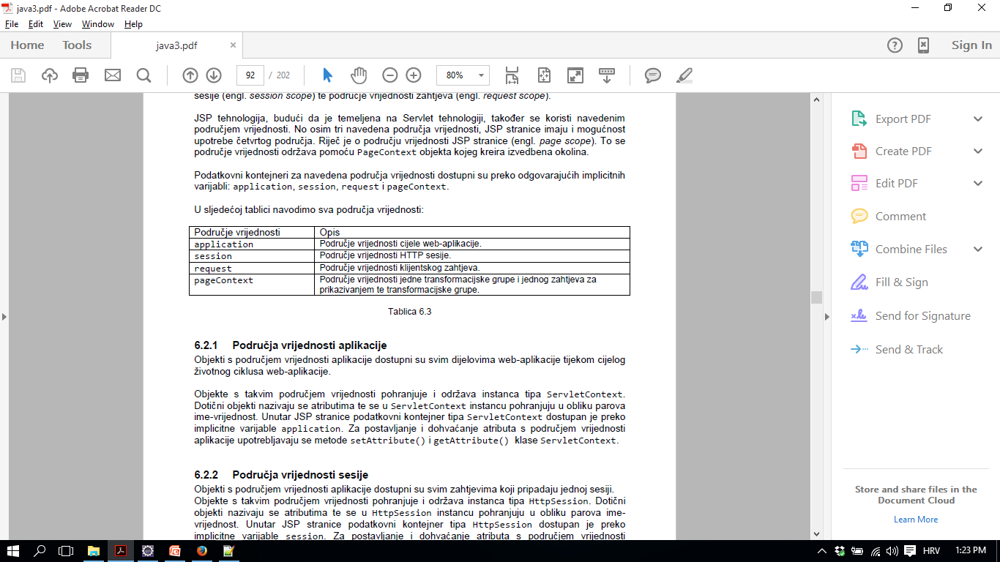 java3.pdf - Adobe Acrobat Reader DC
File Edit View Window Help
Home Tools java3.pdf × ? Sign In
92 / 202 80%
sesije (engl. session scope) te područje vrijednosti zahtjeva (engl. request scope).
JSP tehnologija, budući da je temeljena na Servlet tehnologiji, također se koristi navedenim
područjem vrijednosti. No osim tri navedena područja vrijednosti, JSP stranice imaju i mogućnost
upotrebe četvrtog područja. Riječ je o području vrijednosti JSP stranice (engl. page scope). To se
područje vrijednosti održava pomoću PageContext objekta kojeg kreira izvedbena okolina.
Podatkovni kontejneri za navedena područja vrijednosti dostupni su preko odgovarajućih implicitnih
varijabli: application, session, request i pageContext.
U sljedećoj tablici navodimo sva područja vrijednosti:
Područje vrijednosti Opis
application Područje vrijednosti cijele web-aplikacije.
session Područje vrijednosti HTTP sesije.
request Područje vrijednosti klijentskog zahtjeva.
pageContext Područje vrijednosti jedne transformacijske grupe i jednog zahtjeva za
prikazivanjem te transformacijske grupe.
Tablica 6.3
6.2.1 Područja vrijednosti aplikacije
Objekti s područjem vrijednosti aplikacije dostupni su svim dijelovima web-aplikacije tijekom cijelog
životnog ciklusa web-aplikacije.
Objekte s takvim područjem vrijednosti pohranjuje i održava instanca tipa ServletContext.
Dotični objekti nazivaju se atributima te se u ServletContext instancu pohranjuju u obliku parova
ime-vrijednost. Unutar JSP stranice podatkovni kontejner tipa ServletContext dostupan je preko
implicitne varijable application. Za postavljanje i dohvaćanje atributa s područjem vrijednosti
aplikacije upotrebljavaju se metode setAttribute() i getAttribute() klase ServletContext.
6.2.2 Područja vrijednosti sesije
Objekti s područjem vrijednosti aplikacije dostupni su svim zahtjevima koji pripadaju jednoj sesiji.
Objekte s takvim područjem vrijednosti pohranjuje i održava instanca tipa HttpSession. Dotični
objekti nazivaju se atributima te se u HttpSession instancu pohranjuju u obliku parova ime-
vrijednost. Unutar JSP stranice podatkovni kontejner tipa HttpSession dostupan je preko
implicitne varijable session. Za postavljanje i dohvaćanje atributa s područjem vrijednosti
Export PDF
Create PDF
Edit PDF
Comment
Combine Files
Fill & Sign
Send for Signature
Send & Track
Store and share files in the
Document Cloud
Learn More
HRV 1:23 PM